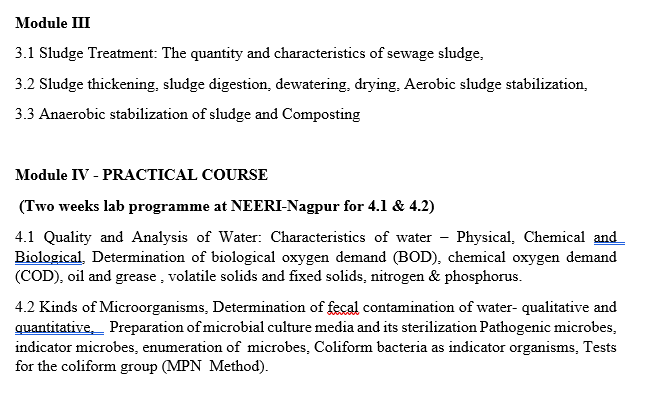 Module III
3.1 Sludge Treatment: The quantity and characteristics of sewage sludge,
3.2 Sludge thickening, sludge digestion, dewatering, drying, Aerobic sludge stabilization,
3.3 Anaerobic stabilization of sludge and Composting
Module IV - PRACTICAL COURSE
(Two weeks lab programme at NEERI-Nagpur for 4.1 & 4.2)
4.1 Quality and Analysis of Water: Characteristics of water – Physical, Chemical and
Biological, Determination of biological oxygen demand (BOD), chemical oxygen demand
(COD), oil and grease , volatile solids and fixed solids, nitrogen & phosphorus.
4.2 Kinds of Microorganisms, Determination of fecal contamination of water- qualitative and
quantitative, Preparation of microbial culture media and its sterilization Pathogenic microbes,
indicator microbes, enumeration of microbes, Coliform bacteria as indicator organisms, Tests
for the coliform group (MPN Method).